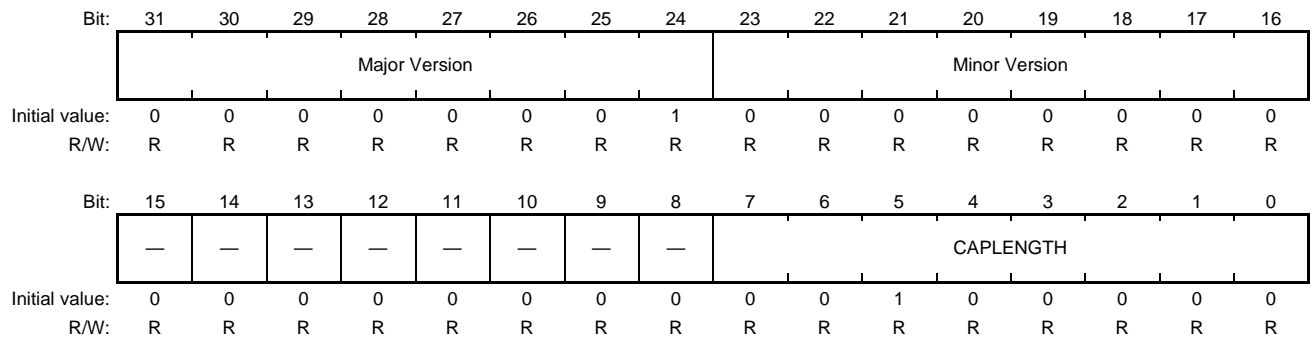 Bit: 31 30 29 28 27 26 25 24 23 22 21 20 19 18 17 16
Major Version Minor Version
Initial value: 0 0 0 0 0 0 0 1 0 0 0 0 0 0 0 0
R/W: R R R R R R R R R R R R R R R R
Bit: 15 14 13 12 11 10 9 8 7 6 5 4 3 2 1 0
— — — — — — — — CAPLENGTH
Initial value: 0 0 0 0 0 0 0 0 0 0 1 0 0 0 0 0
R/W: R R R R R R R R R R R R R R R R